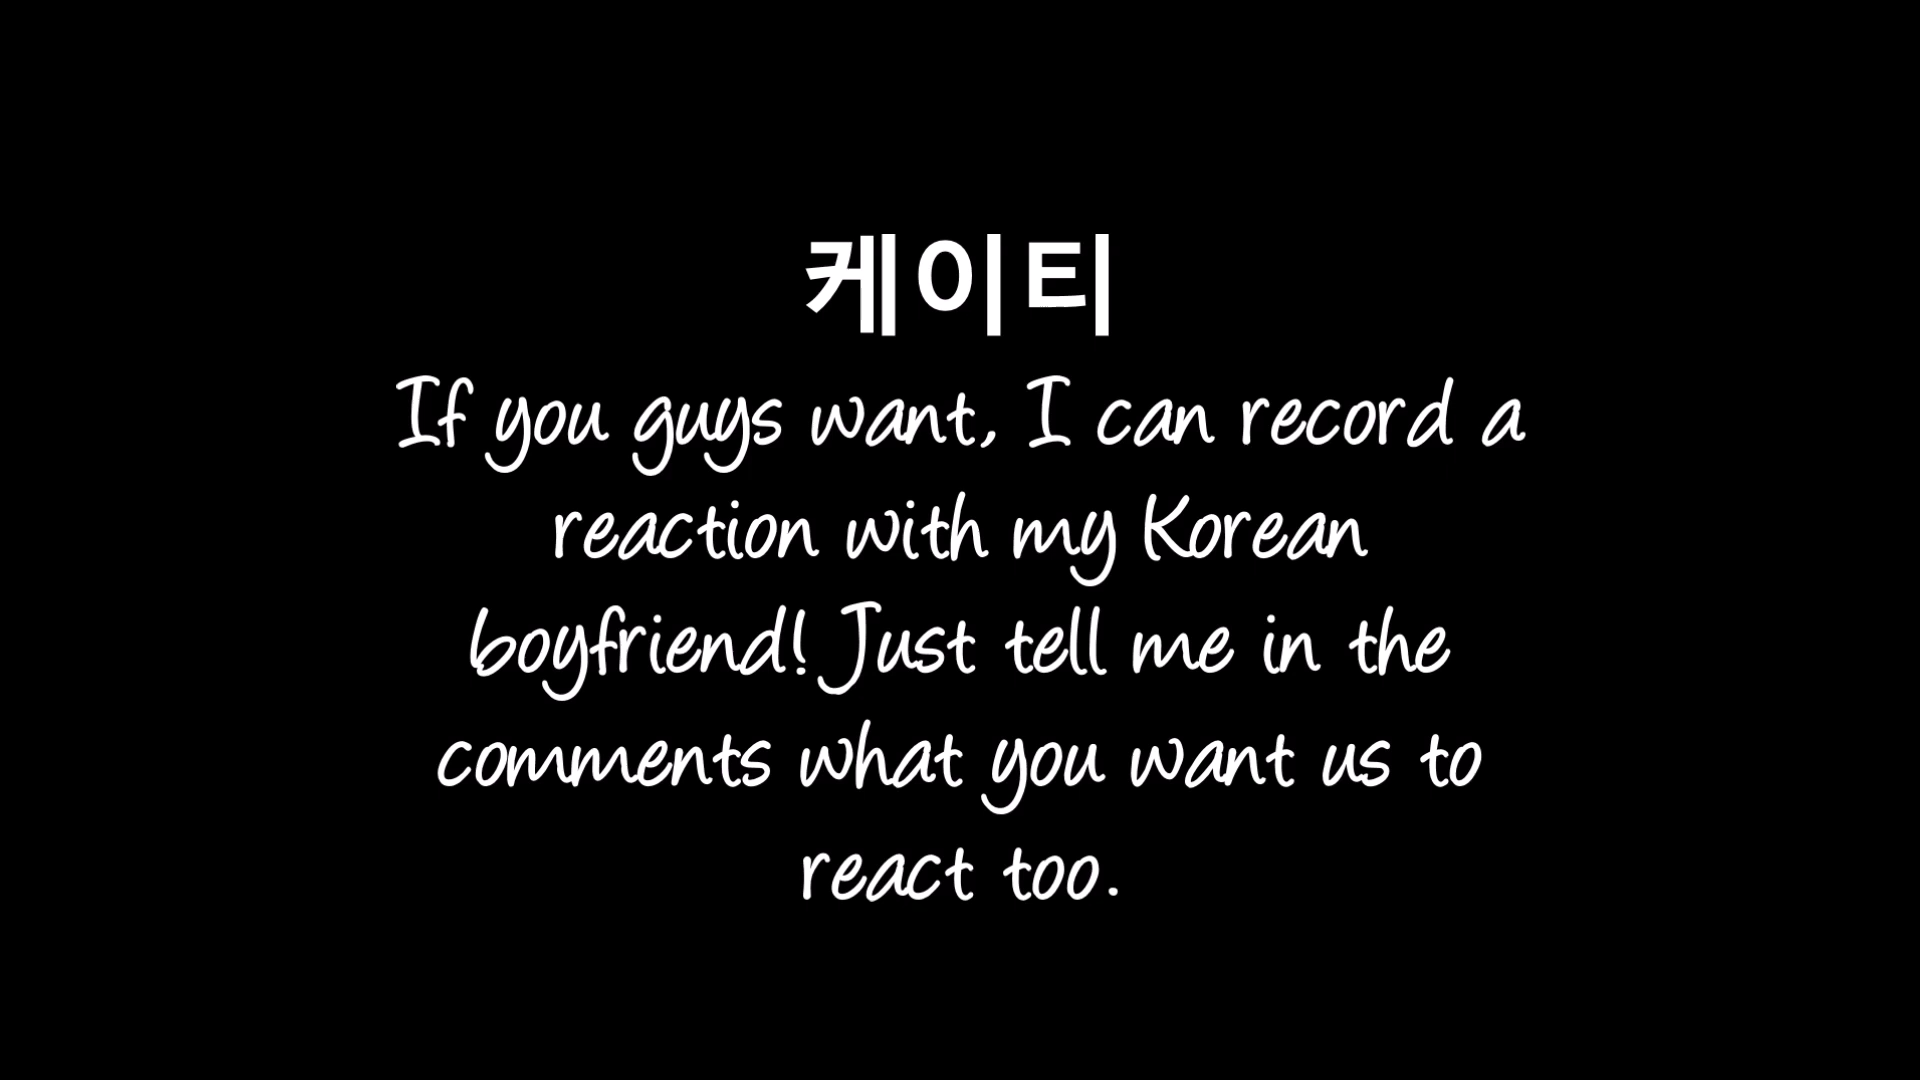 케이티
If you guys want, I can record a
reaction with my Korean
boyfriend! Just tell me in the
comments what you want us to
react too.